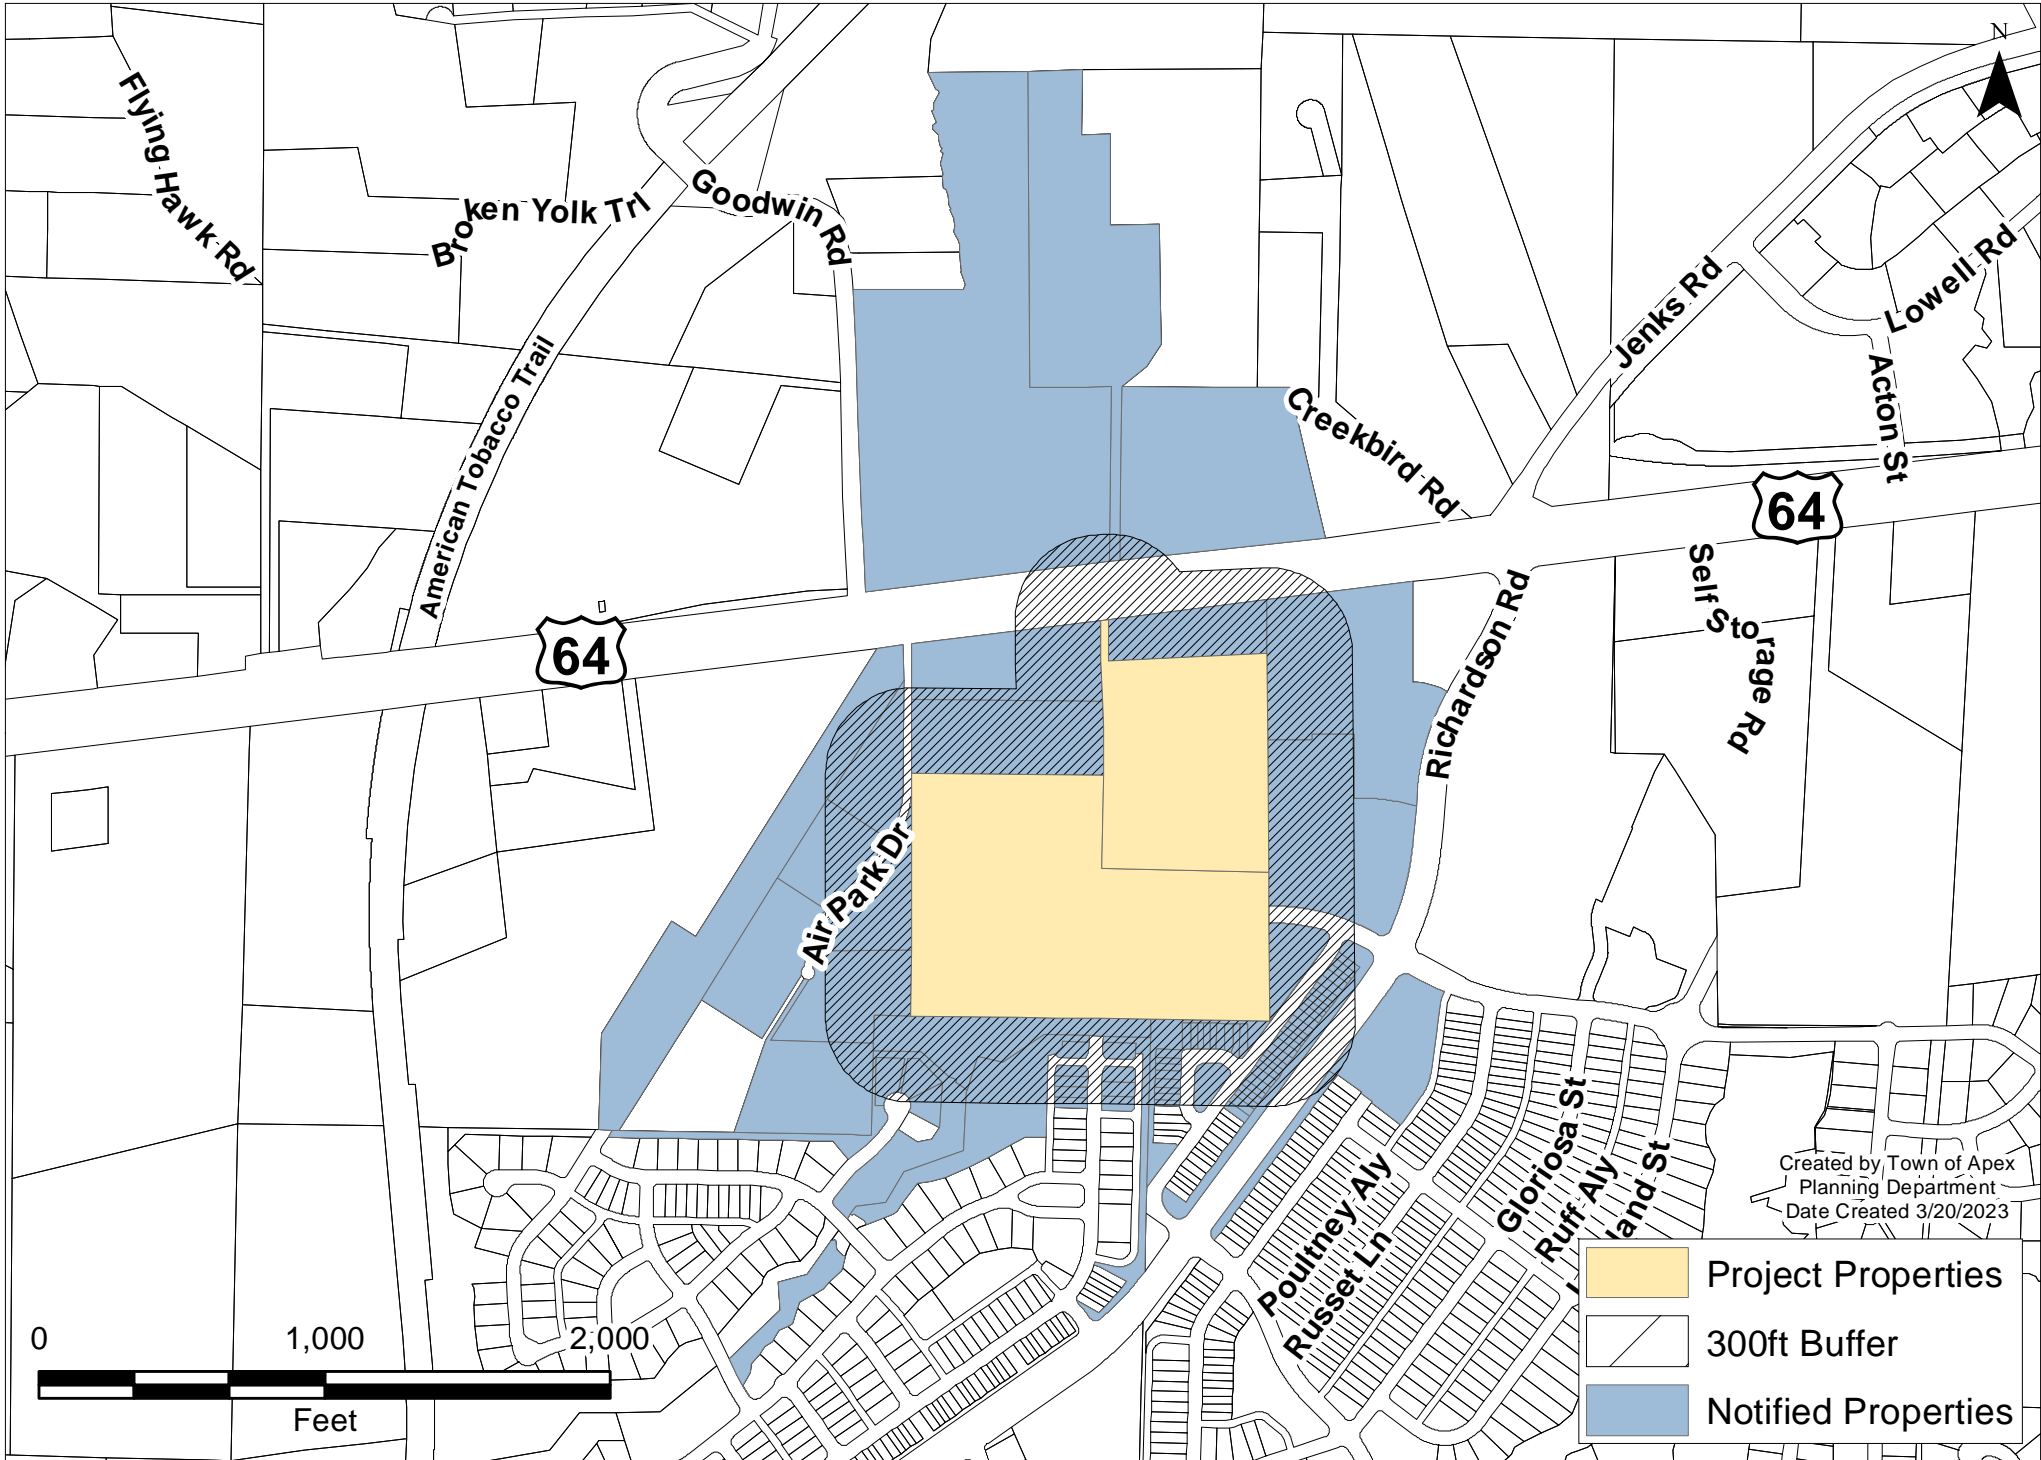 N
Flying Hawk Rd
Broken Yolk Trl
Goodwin Rd
Jenks Rd
Lowell Rd
Acton St
American Tobacco Trail
Creekbird Rd
64
64
Self Storage Rd
Richardson Rd
Air Park Dr
Gloriosa St
Ruff Aly
land St
Poultney Aly
Russet Ln
Created by Town of Apex
Planning Department
Date Created 3/20/2023
0 1,000 2,000
Feet
Project Properties
300ft Buffer
Notified Properties